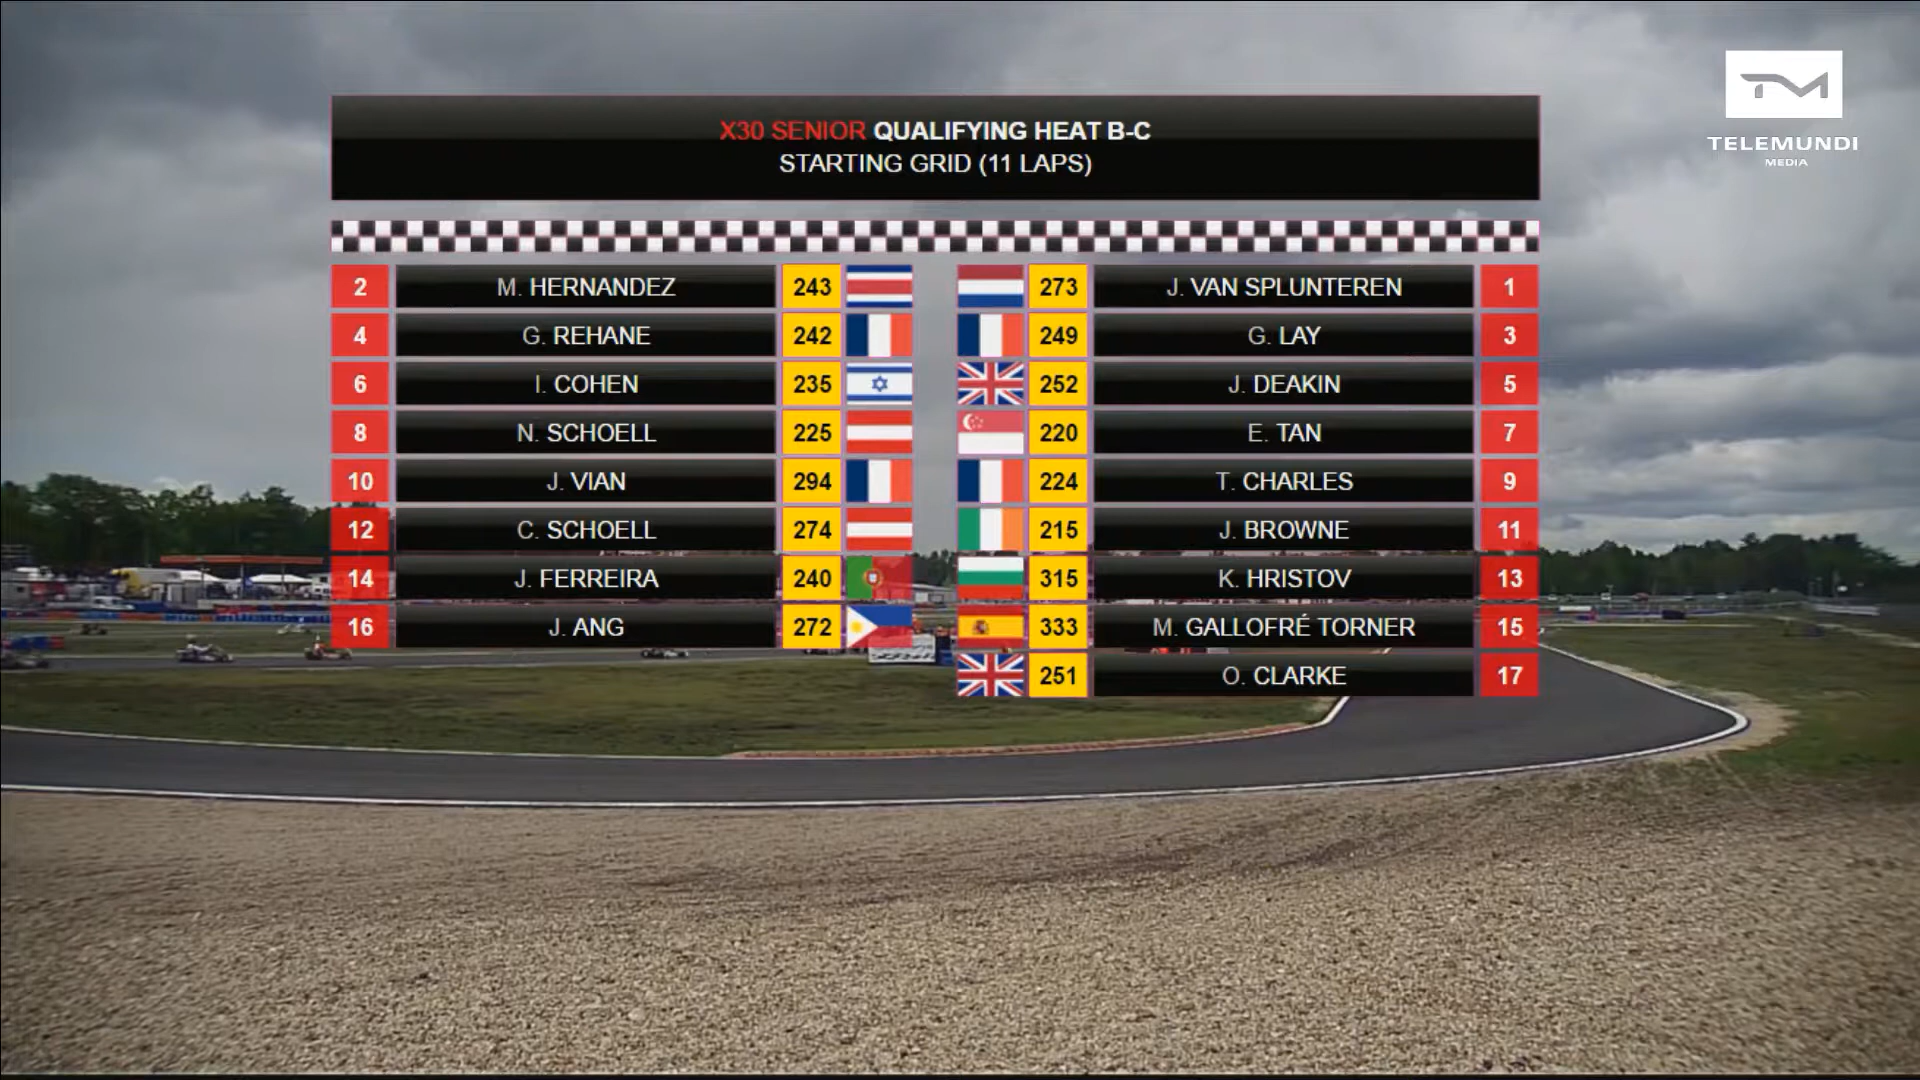 TM
TELEMUNDI
MEDIA
X30 SENIOR QUALIFYING HEAT B-C
STARTING GRID (11 LAPS)
2 M. HERNANDEZ 243 273 J. VAN SPLUNTEREN 1
4 G. REHANE 242 249 G. LAY 3
6 I. COHEN 235 252 J. DEAKIN 5
8 N. SCHOELL 225 220 E. TAN 7
10 J. VIAN 294 224 T. CHARLES 9
12 C. SCHOELL 274 215 J. BROWNE 11
14 J. FERREIRA 240 315 K. HRISTOV 13
16 J. ANG 272 333 M. GALLOFRÉ TORNER 15
251 O. CLARKE 17